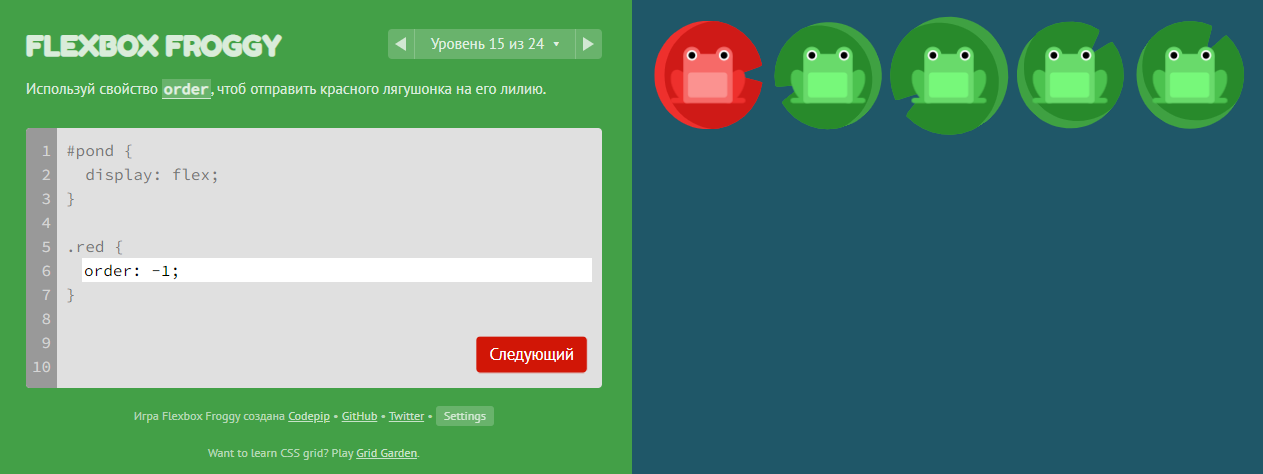 FLEXBOX FROGGY
Уровень 15 из 24
Используй свойство order, чтоб отправить красного лягушонка на его лилию.
1 #pond {
2 display: flex;
3 }
4
5 .red {
6 order: -1;
7 }
8
9
10
Следующий
Игра Flexbox Froggy создана Codepip • GitHub • Twitter • Settings
Want to learn CSS grid? Play Grid Garden.